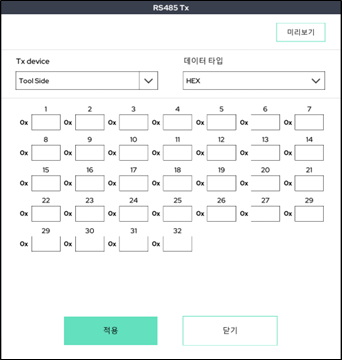 RS485 Tx
미리보기
Tx device 데이터 타입
Tool Side HEX
1 2 3 4 5 6 7
0x 0x 0x 0x 0x 0x 0x
8 9 10 11 12 13 14
0x 0x 0x 0x 0x 0x 0x
15 16 17 18 19 20 21
0x 0x 0x 0x 0x 0x 0x
22 23 24 25 26 27 29
0x 0x 0x 0x 0x 0x 0x
29 30 31 32
0x 0x 0x 0x
적용 닫기